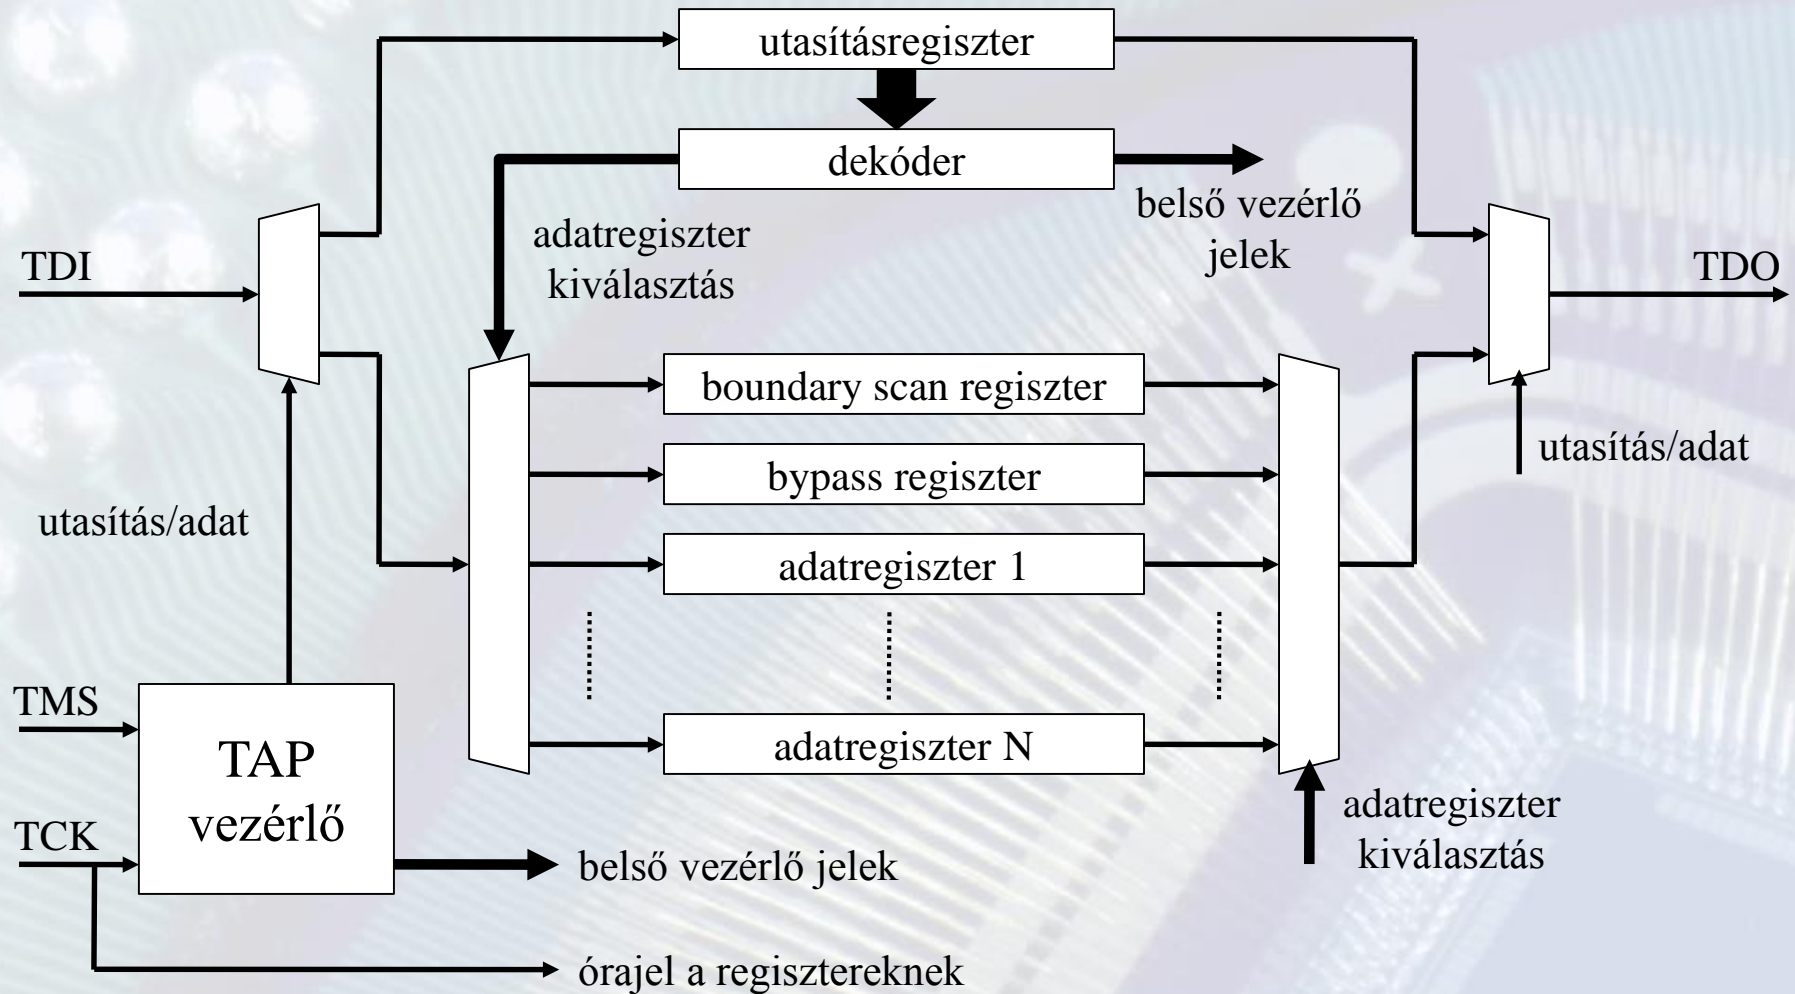 utasításregiszter
dekóder
belső vezérlő
jelek
adatregiszter
kiválasztás
TDI
TDO
boundary scan regiszter
bypass regiszter
utasítás/adat
utasítás/adat
adatregiszter 1
adatregiszter N
TMS
TAP
vezérlő
TCK
adatregiszter
kiválasztás
belső vezérlő jelek
órajel a regisztereknek